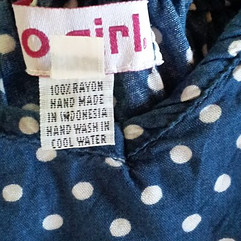 o girl.
100% RAYON
HAND MADE
IN INDONESIA
HAND WASH IN
COOL WATER